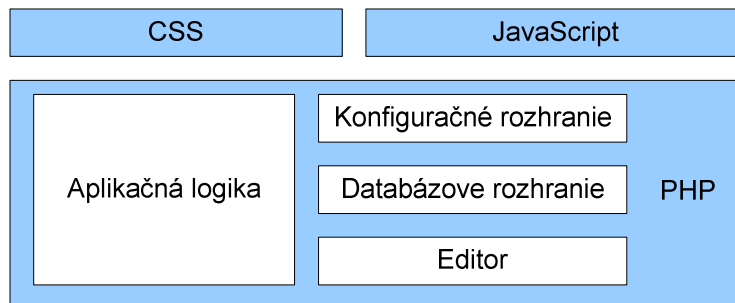 CSS
JavaScript
Aplikačná logika
Konfiguračné rozhranie
Databázove rozhranie
Editor
PHP